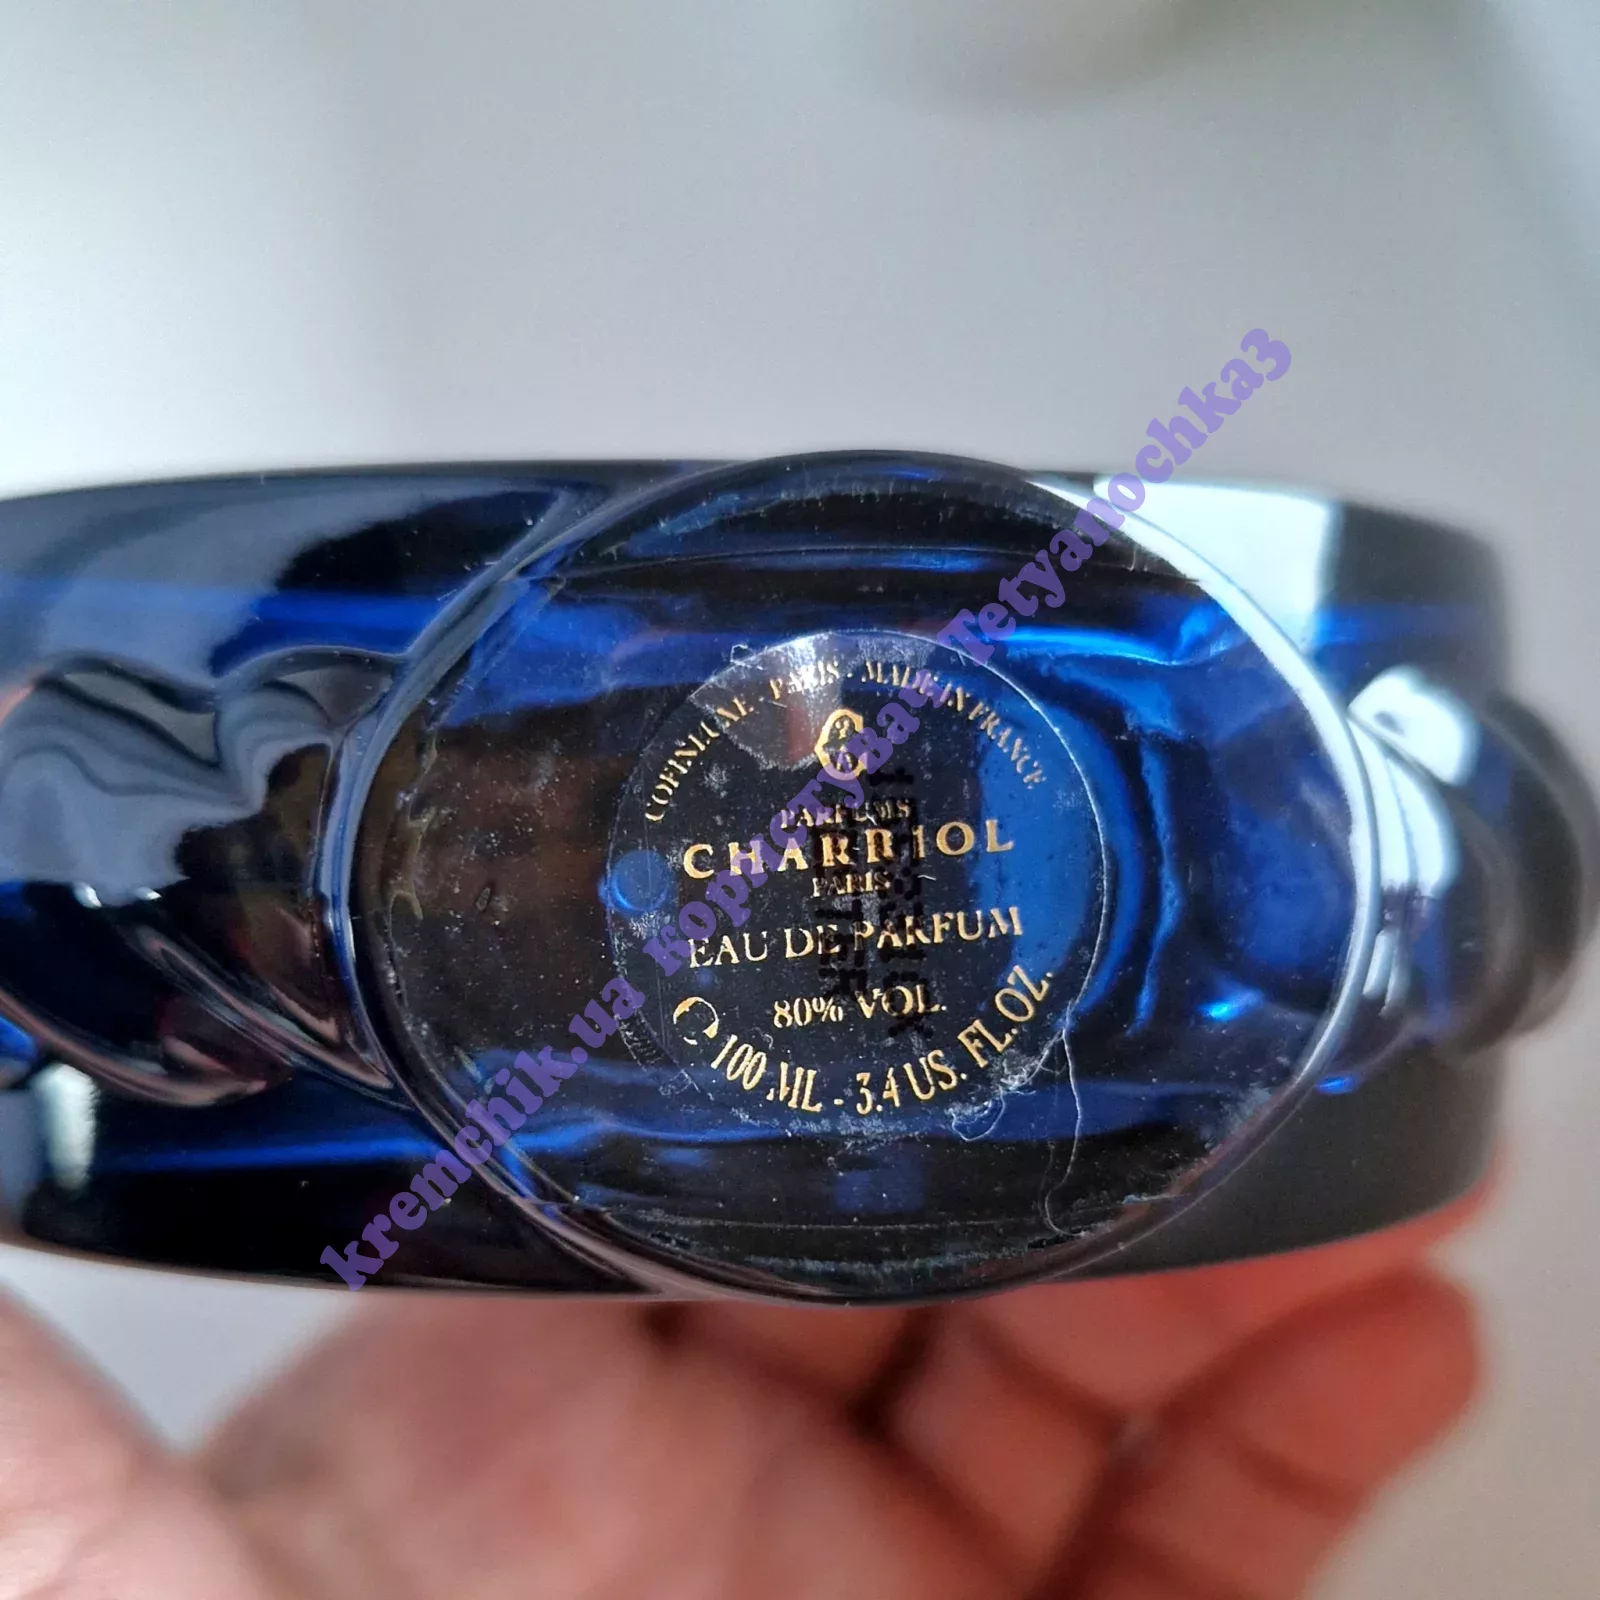 COFINLUXE - PARIS - MADE IN FRANCE
PARFUMS
CHARRIOL
PARIS
EAU DE PARFUM
80% VOL.
100 ML - 3.4 US. FL.OZ.
kremchik.ua користувач Tetyanochka3